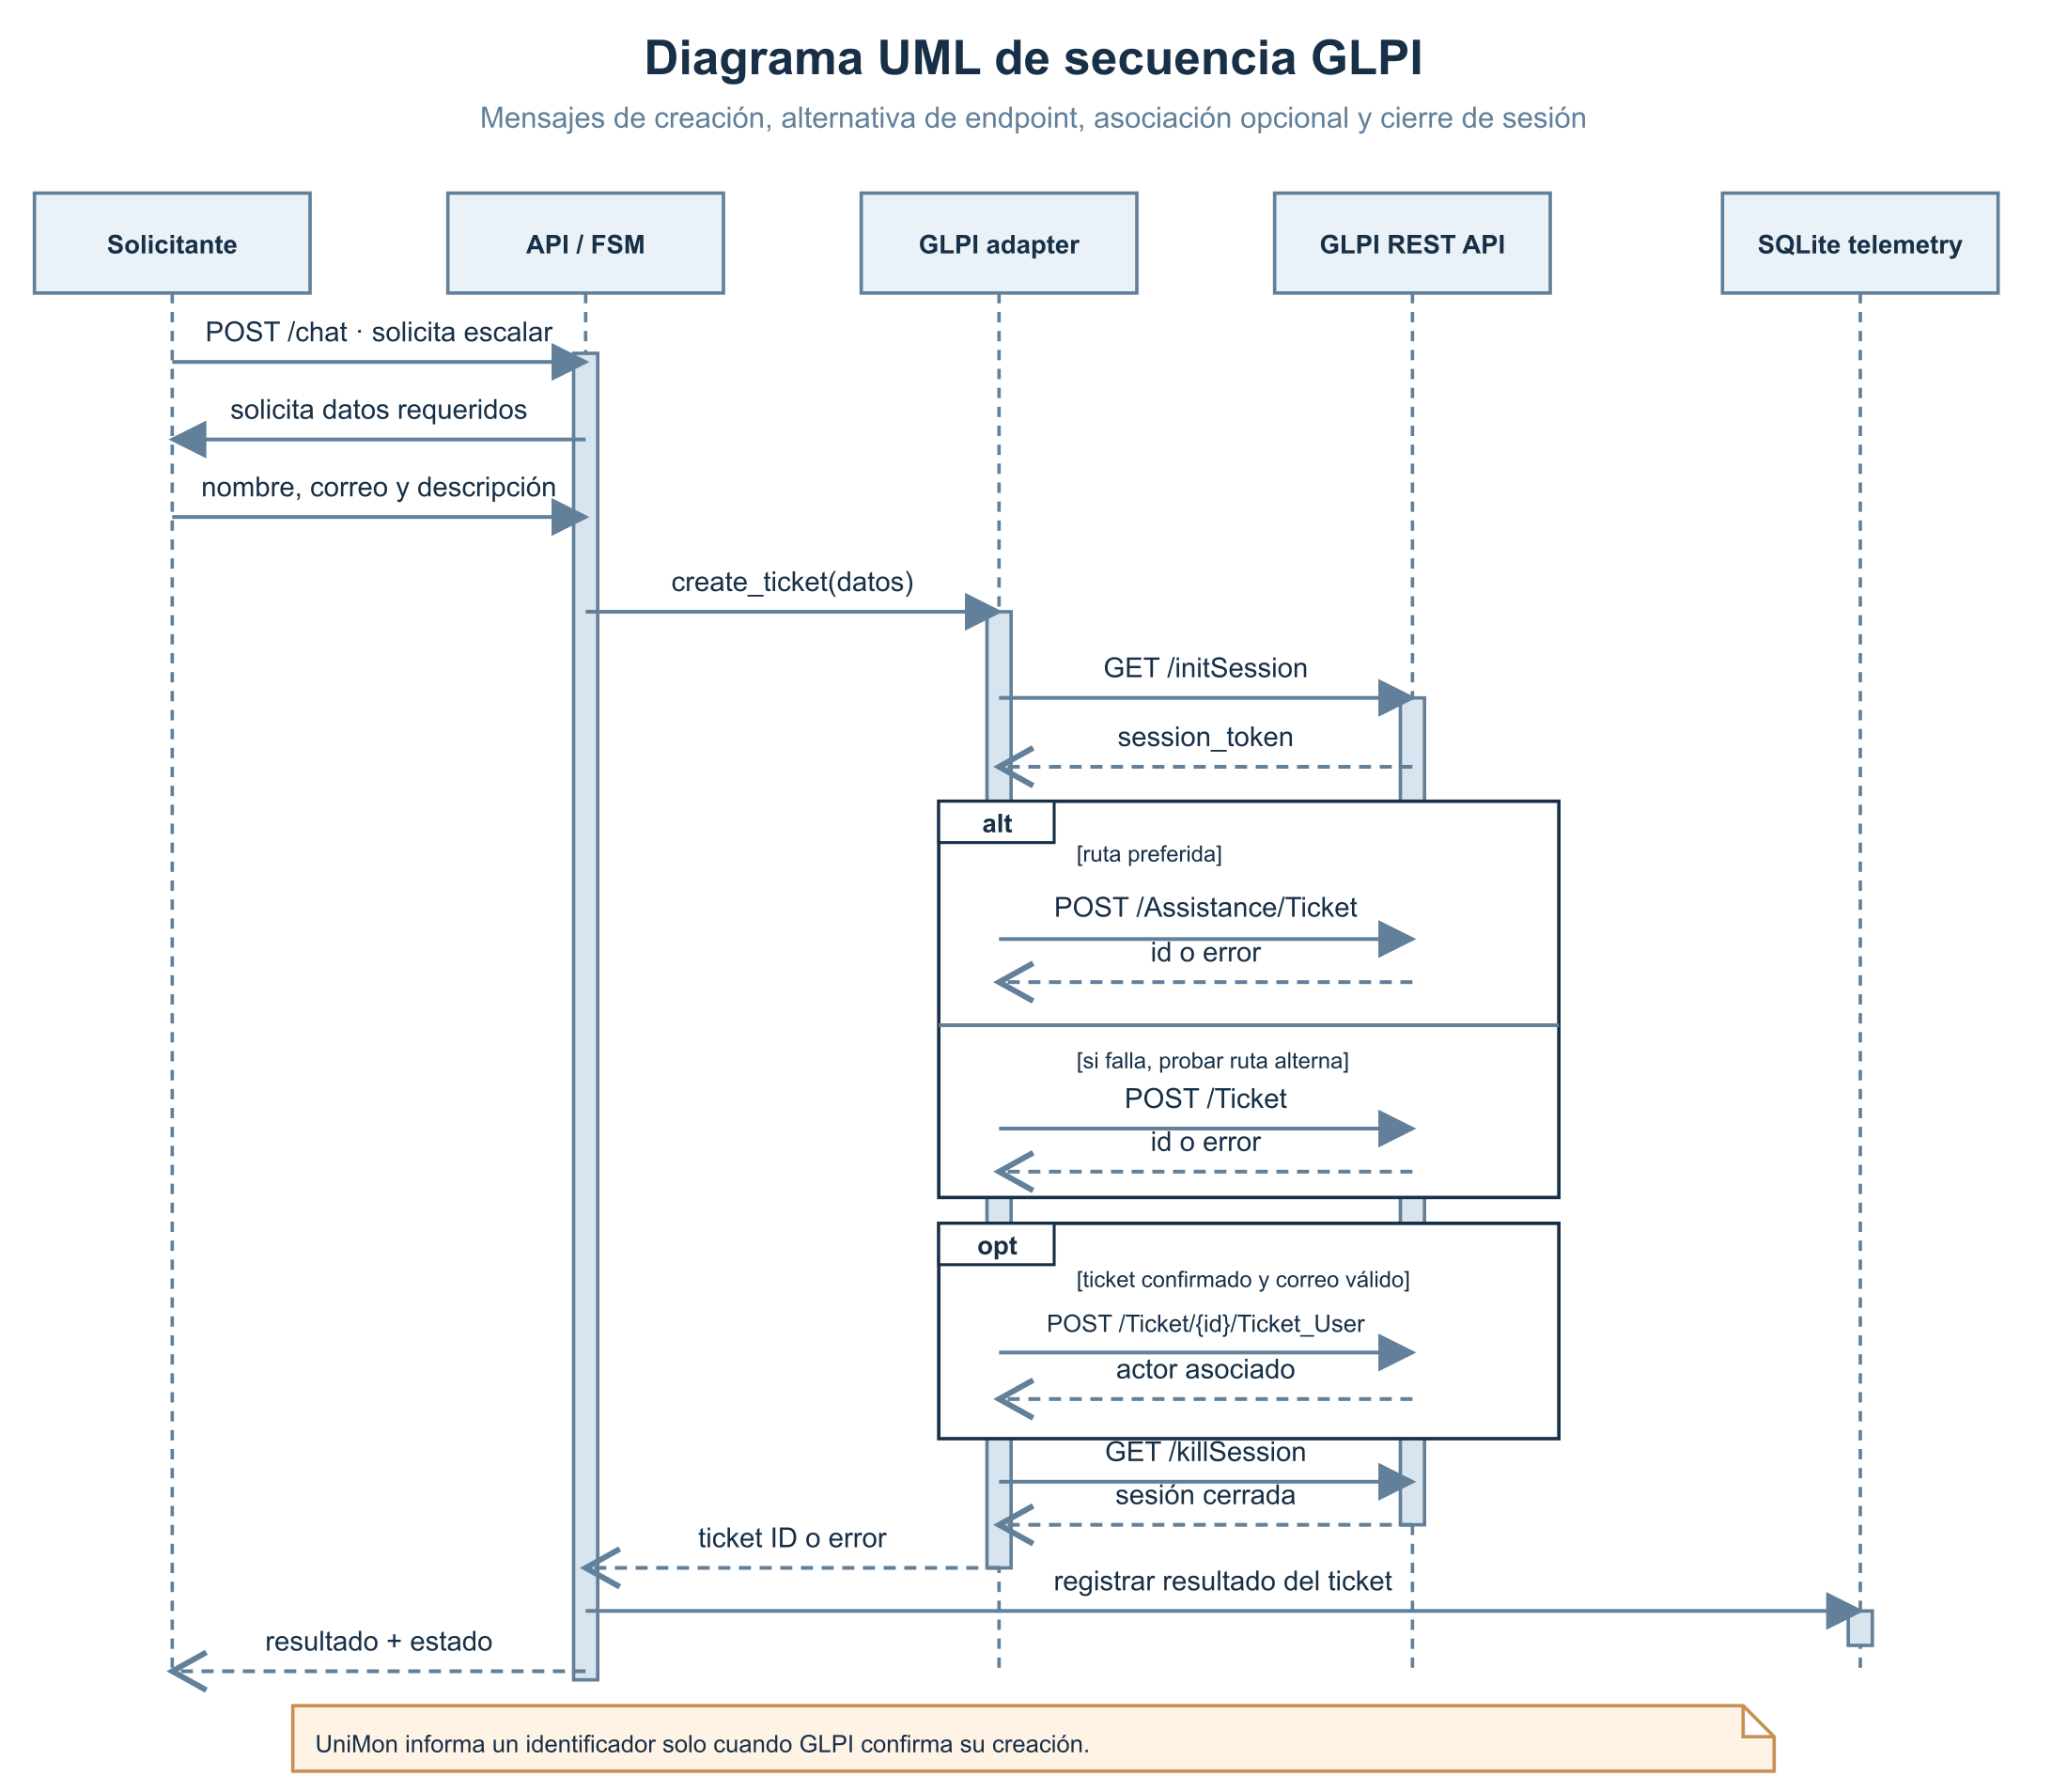 Diagrama UML de secuencia GLPI
Mensajes de creación, alternativa de endpoint, asociación opcional y cierre de sesión
Solicitante
API / FSM
GLPI adapter
GLPI REST API
SQLite telemetry
POST /chat · solicita escalar
solicita datos requeridos
nombre, correo y descripción
create_ticket(datos)
GET /initSession
session_token
alt
[ruta preferida]
POST /Assistance/Ticket
id o error
[si falla, probar ruta alterna]
POST /Ticket
id o error
opt
[ticket confirmado y correo válido]
POST /Ticket/{id}/Ticket_User
actor asociado
GET /killSession
sesión cerrada
ticket ID o error
registrar resultado del ticket
resultado + estado
UniMon informa un identificador solo cuando GLPI confirma su creación.